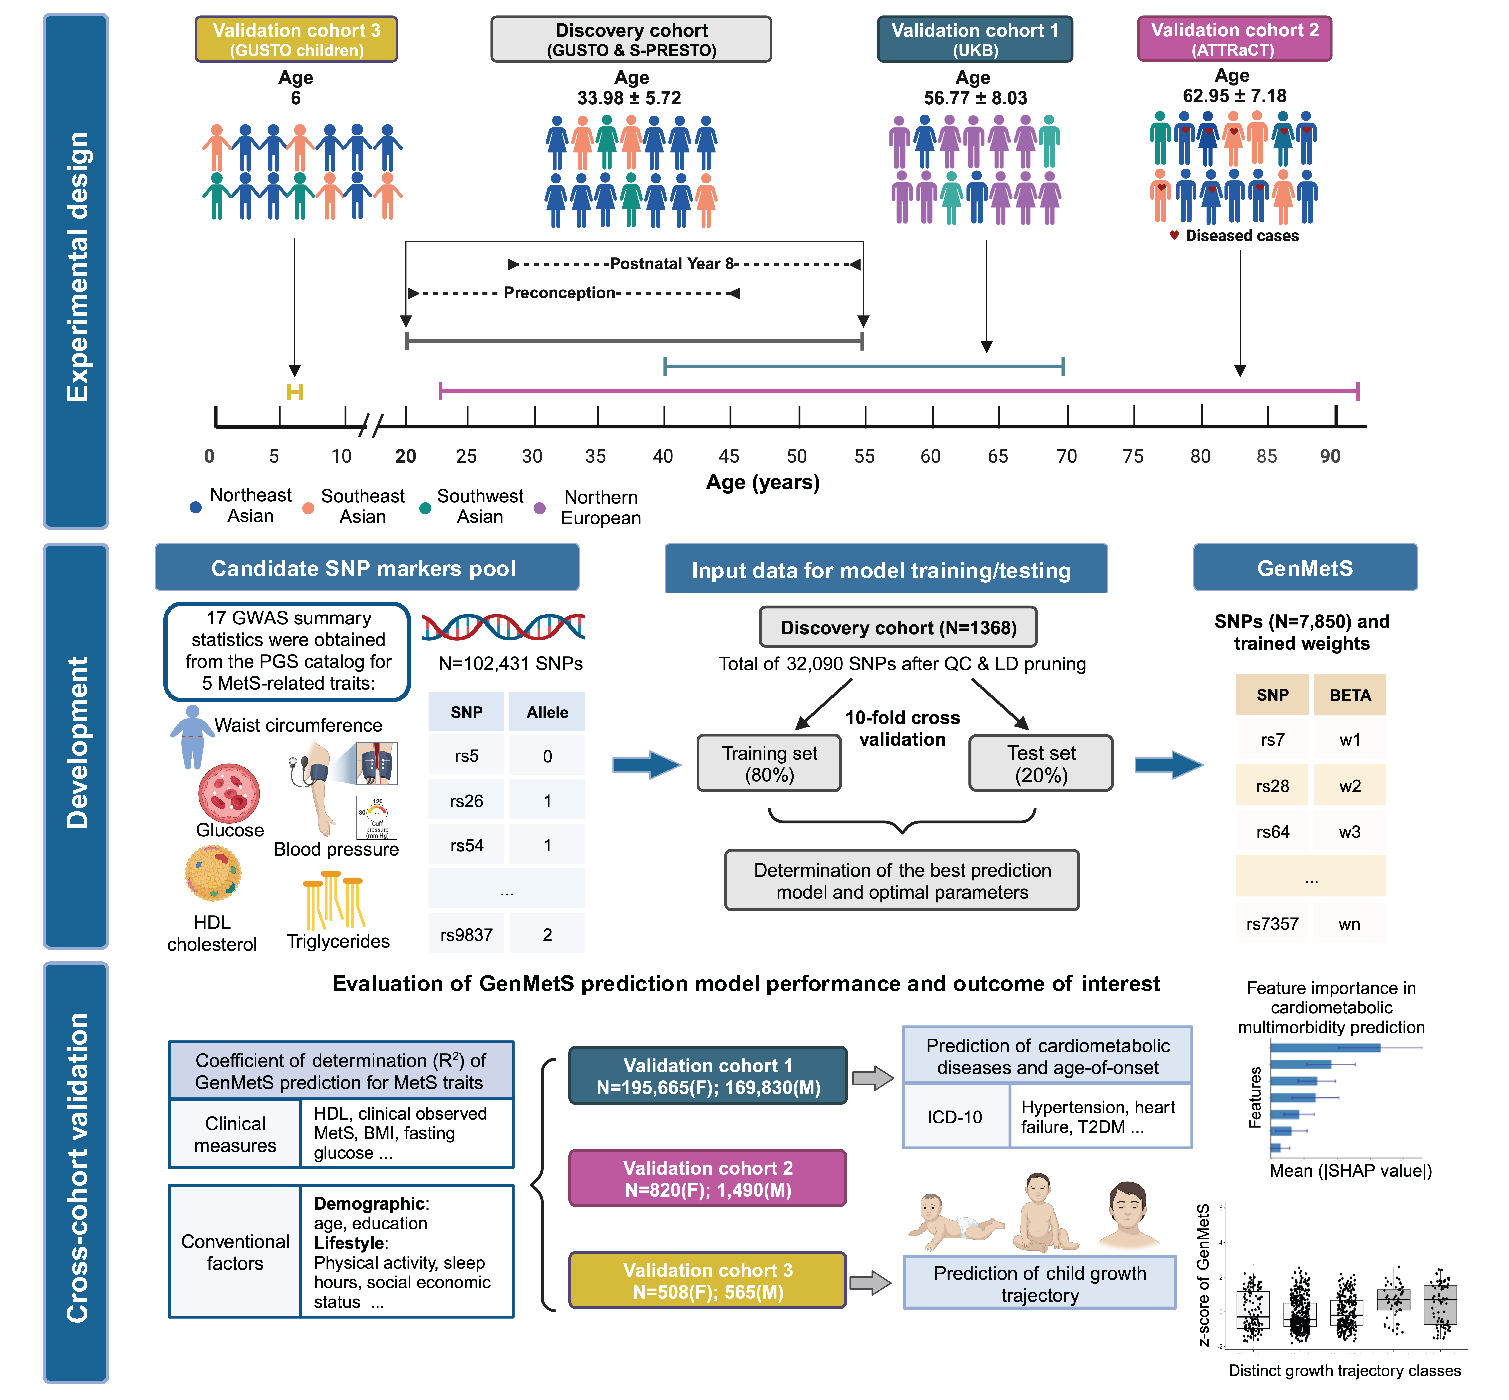 Experimental design
Validation cohort 3
(GUSTO children)
Age
6
Discovery cohort
(GUSTO & S-PRESTO)
Age
33.98 ± 5.72
Validation cohort 1
(UKB)
Age
56.77 ± 8.03
Validation cohort 2
(ATTRaCT)
Age
62.95 ± 7.18
Diseased cases
Postnatal Year 8
Preconception
0 5 10 20 25 30 35 40 45 50 55 60 65 70 75 80 85 90
Age (years)
Northeast Asian
Southeast Asian
Southwest Asian
Northern European
Development
Candidate SNP markers pool
17 GWAS summary
statistics were obtained
from the PGS catalog for
5 MetS-related traits:
Waist circumference
Glucose
120
80
Cuff
pressure
(mm Hg)
Blood pressure
HDL
cholesterol
Triglycerides
N=102,431 SNPs
SNP Allele
rs5 0
rs26 1
rs54 1
...
rs9837 2
Input data for model training/testing
Discovery cohort (N=1368)
Total of 32,090 SNPs after QC & LD pruning
10-fold cross
validation
Training set
(80%)
Test set
(20%)
Determination of the best prediction
model and optimal parameters
GenMetS
SNPs (N=7,850) and
trained weights
SNP BETA
rs7 w1
rs28 w2
rs64 w3
...
rs7357 wn
Cross-cohort validation
Evaluation of GenMetS prediction model performance and outcome of interest
Coefficient of determination (R²) of
GenMetS prediction for MetS traits
Clinical
measures
HDL, clinical observed
MetS, BMI, fasting
glucose ...
Conventional
factors
Demographic:
age, education
Lifestyle:
Physical activity, sleep
hours, social economic
status ...
Validation cohort 1
N=195,665(F); 169,830(M)
Validation cohort 2
N=820(F); 1,490(M)
Validation cohort 3
N=508(F); 565(M)
Prediction of cardiometabolic
diseases and age-of-onset
ICD-10
Hypertension, heart
failure, T2DM ...
Prediction of child growth
trajectory
Feature importance in
cardiometabolic
multimorbidity prediction
Features
Mean (|SHAP value|)
z-score of GenMetS
Distinct growth trajectory classes